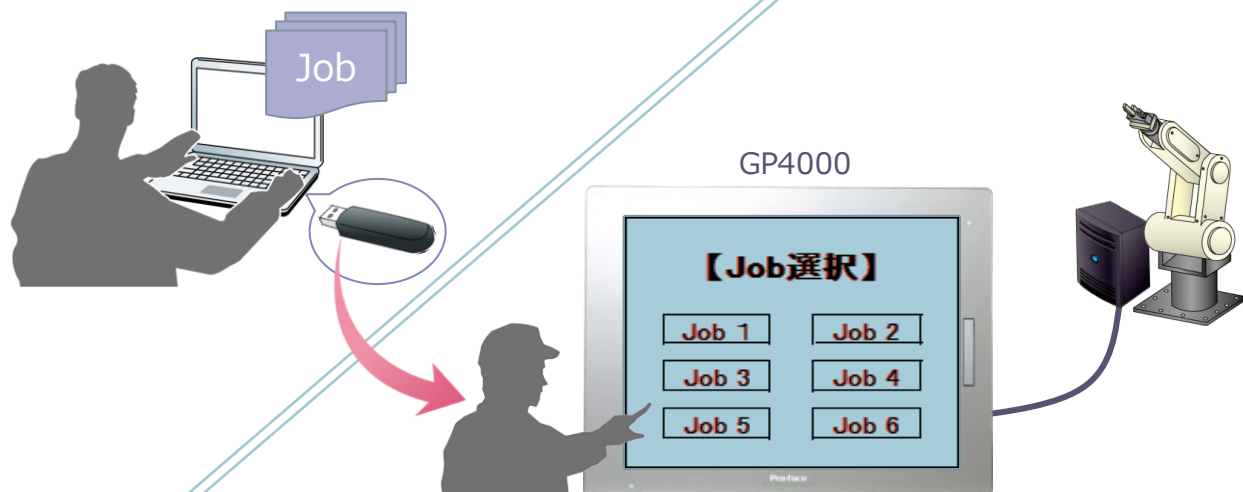 Job
GP4000
【Job選択】
Job 1
Job 2
Job 3
Job 4
Job 5
Job 6
Pro-face